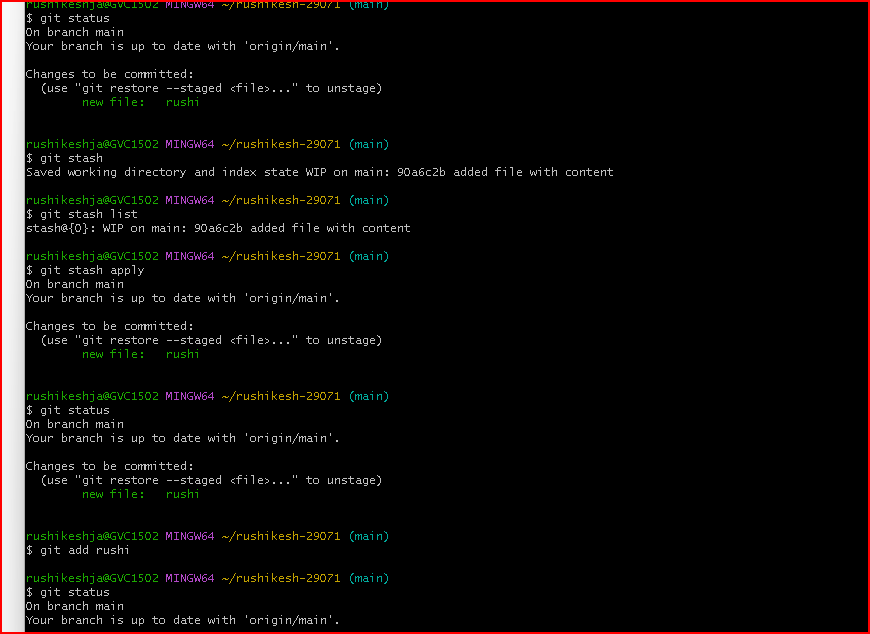 rushikeshja@GVC1502 MINGW64 ~/rushikesh-29071 (main)
$ git status
On branch main
Your branch is up to date with 'origin/main'.
Changes to be committed:
(use "git restore --staged <file>..." to unstage)
new file: rushi
rushikeshja@GVC1502 MINGW64 ~/rushikesh-29071 (main)
$ git stash
Saved working directory and index state WIP on main: 90a6c2b added file with content
rushikeshja@GVC1502 MINGW64 ~/rushikesh-29071 (main)
$ git stash list
stash@{0}: WIP on main: 90a6c2b added file with content
rushikeshja@GVC1502 MINGW64 ~/rushikesh-29071 (main)
$ git stash apply
On branch main
Your branch is up to date with 'origin/main'.
Changes to be committed:
(use "git restore --staged <file>..." to unstage)
new file: rushi
rushikeshja@GVC1502 MINGW64 ~/rushikesh-29071 (main)
$ git status
On branch main
Your branch is up to date with 'origin/main'.
Changes to be committed:
(use "git restore --staged <file>..." to unstage)
new file: rushi
rushikeshja@GVC1502 MINGW64 ~/rushikesh-29071 (main)
$ git add rushi
rushikeshja@GVC1502 MINGW64 ~/rushikesh-29071 (main)
$ git status
On branch main
Your branch is up to date with 'origin/main'.